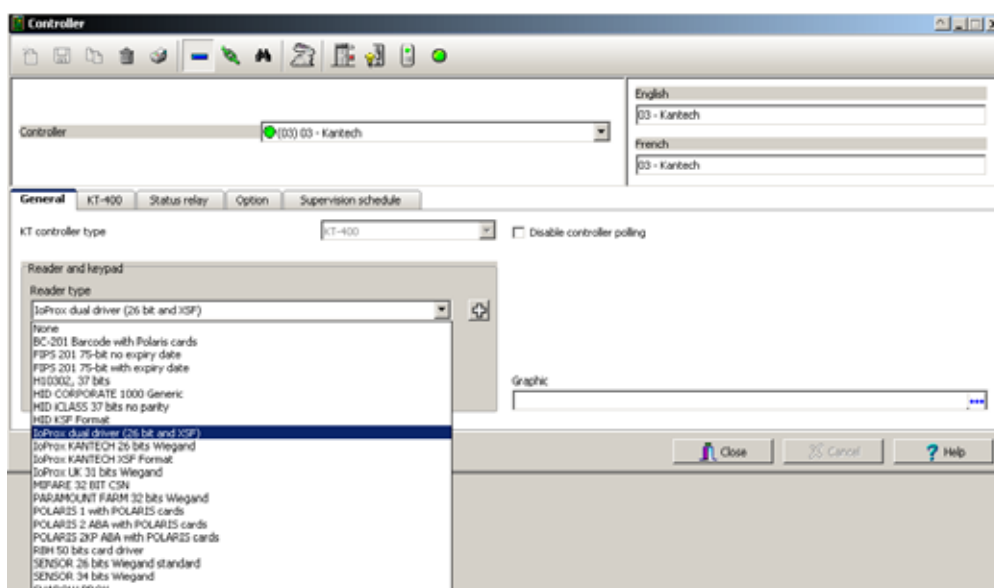 Controller
English
03 - Kantech
Controller
(03) 03 - Kantech
French
03 - Kantech
General
KT-400
Status relay
Option
Supervision schedule
KT controller type
KT-400
Disable controller polling
Reader and keypad
Reader type
IoProx dual driver (26 bit and XSF)
None
BC-201 Barcode with Polaris cards
FIPS 201 75-bit no expiry date
FIPS 201 75-bit with expiry date
H10302, 37 bits
HID CORPORATE 1000 Generic
HID iCLASS 37 bits no parity
HID KSF Format
IoProx dual driver (26 bit and XSF)
IoProx KANTECH 26 bits Wiegand
IoProx KANTECH XSF Format
IoProx UK 31 bits Wiegand
MIFARE 32 BIT CSN
PARAMOUNT FARM 32 bits Wiegand
POLARIS 1 with POLARIS cards
POLARIS 2 ABA with POLARIS cards
POLARIS 2KP ABA with POLARIS cards
RBH 50 bits card driver
SENSOR 26 bits Wiegand standard
SENSOR 34 bits Wiegand
Graphic
Close
Cancel
Help